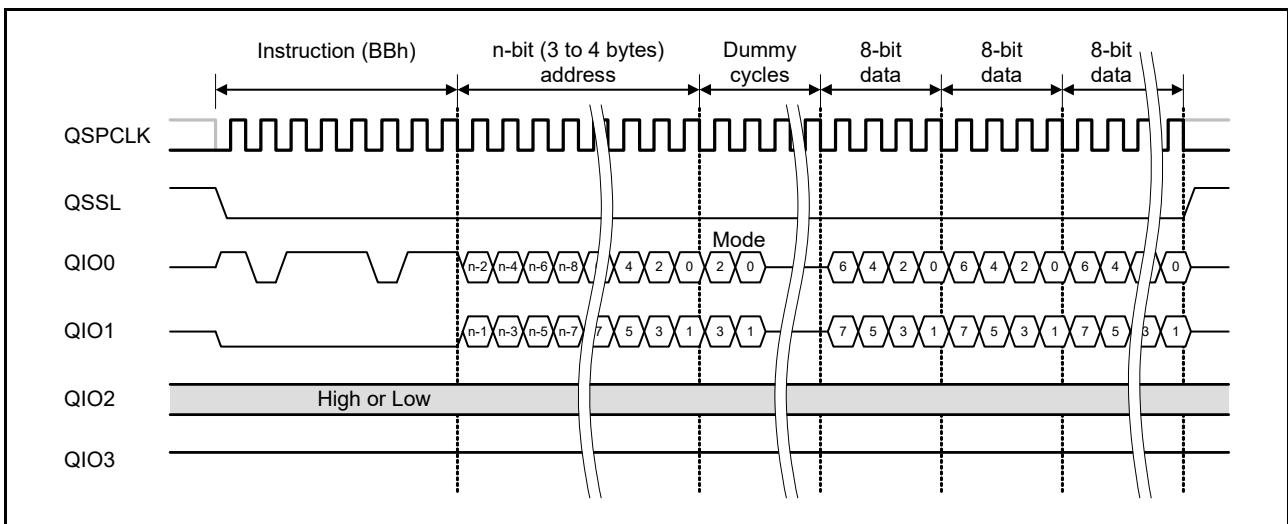 Instruction (BBh)
n-bit (3 to 4 bytes)
address
Dummy
cycles
8-bit
data
8-bit
data
8-bit
data
QSPCLK
QSSL
Mode
QIO0
n-2 n-4 n-6 n-8 4 2 0 2 0 6 4 2 0 6 4 2 0 6 4 0
QIO1
n-1 n-3 n-5 n-7 7 5 3 1 3 1 7 5 3 1 7 5 3 1 7 5 3 1
QIO2
High or Low
QIO3